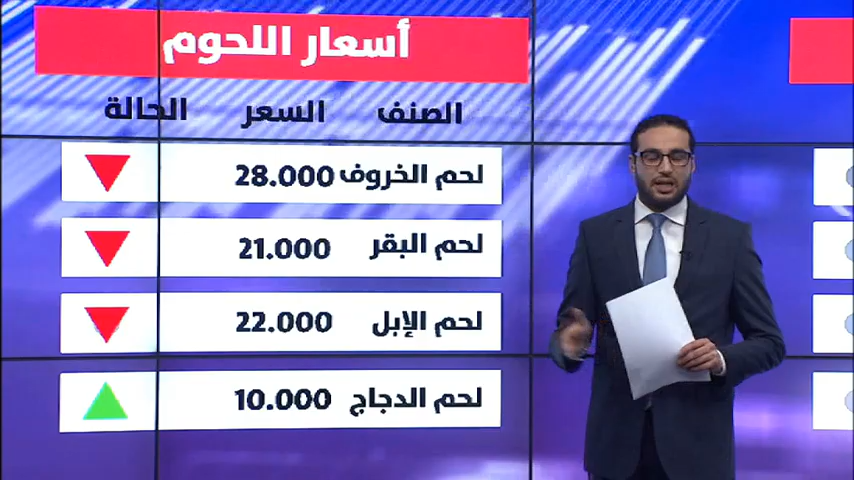 أسعار اللحوم
الصنف السعر الحالة
لحم الخروف 28.000
لحم البقر 21.000
لحم الإبل 22.000
لحم الدجاج 10.000